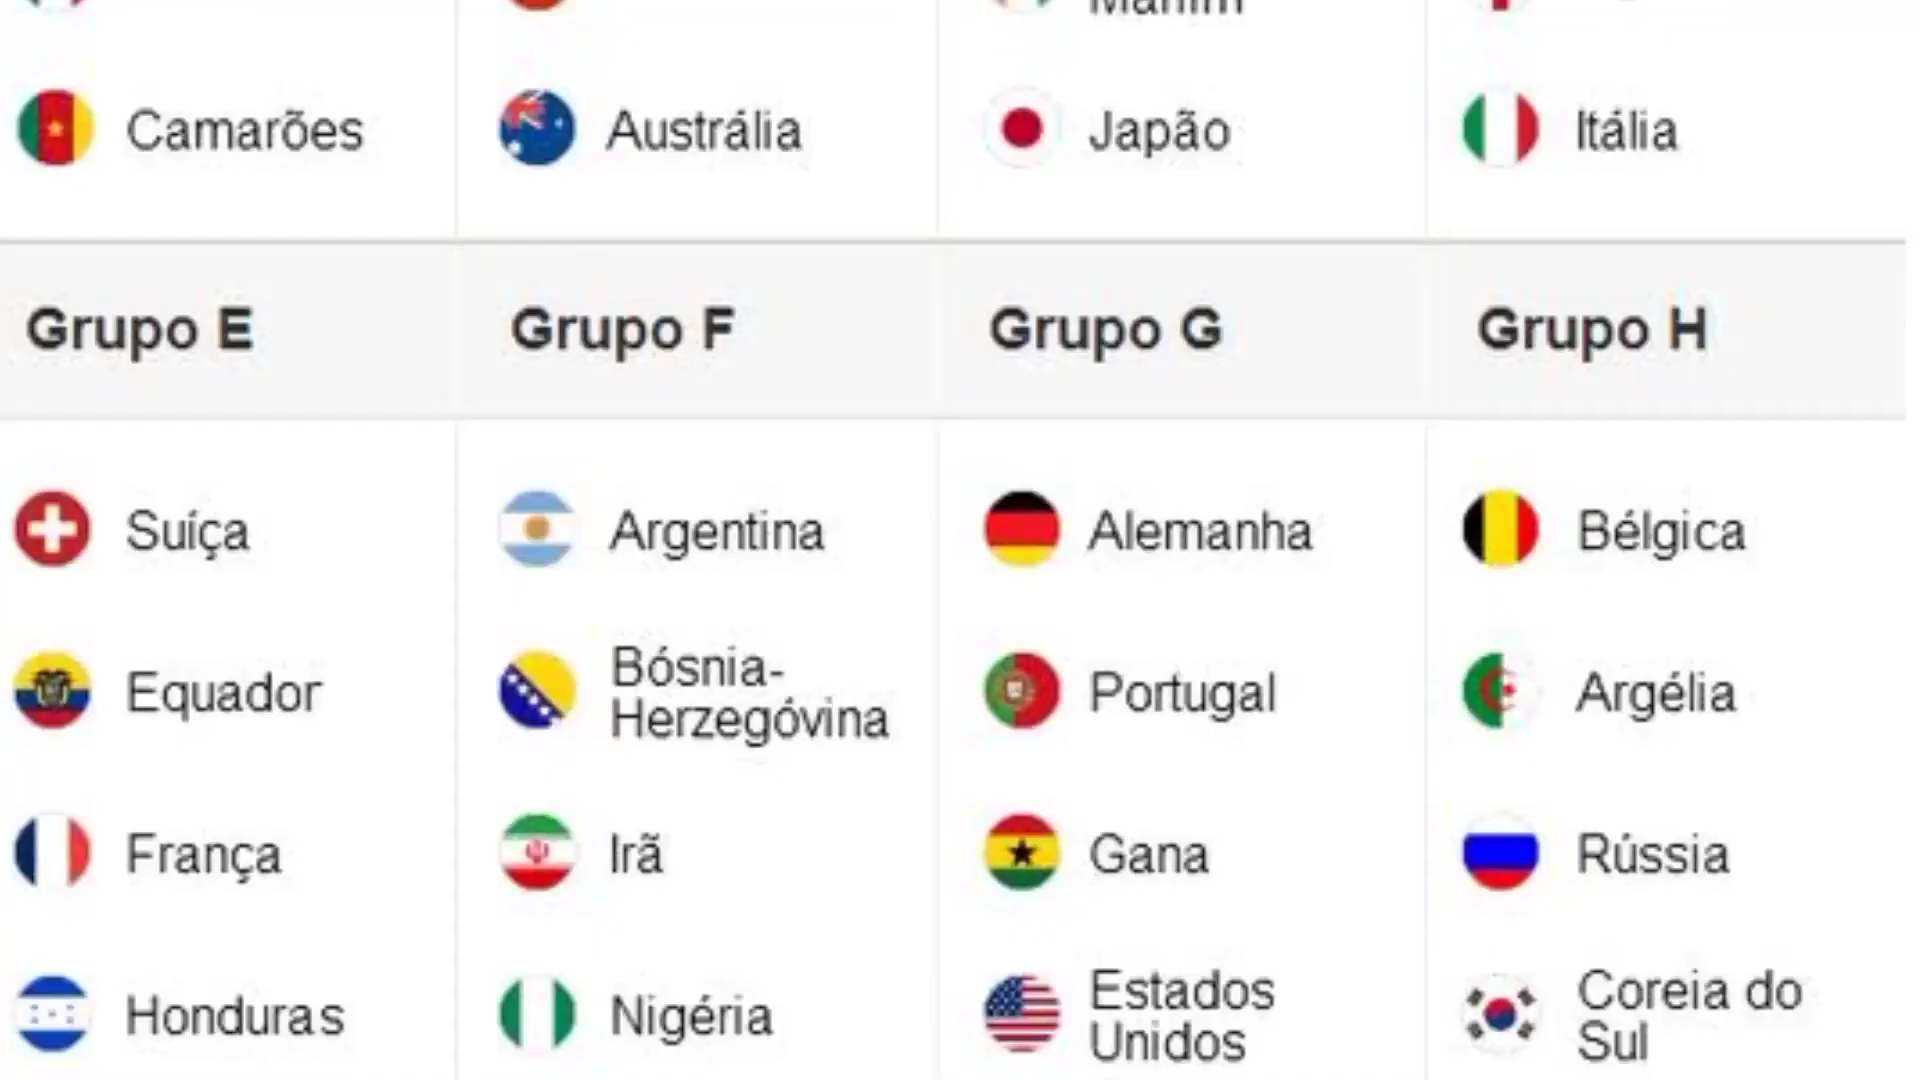 Camarões Austrália Japão Itália
Grupo E Grupo F Grupo G Grupo H
Suíça Argentina Alemanha Bélgica
Equador Bósnia-
Herzegóvina Portugal Argélia
França Irã Gana Rússia
Honduras Nigéria Estados
Unidos Coreia do
Sul